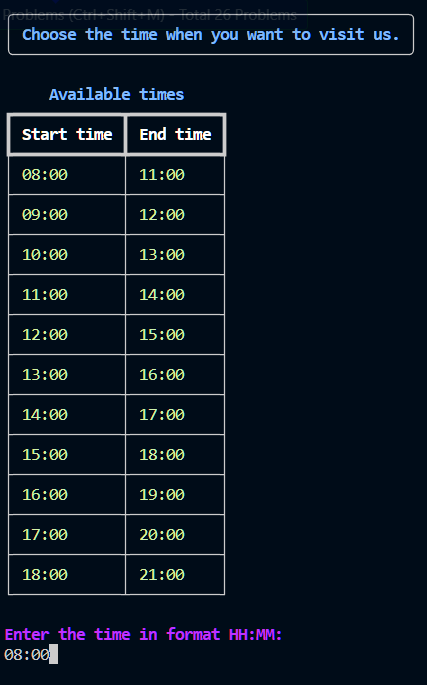 Problems (Ctrl+Shift+M) - Total 26 Problems
Choose the time when you want to visit us.
Available times
Start time End time
08:00 11:00
09:00 12:00
10:00 13:00
11:00 14:00
12:00 15:00
13:00 16:00
14:00 17:00
15:00 18:00
16:00 19:00
17:00 20:00
18:00 21:00
Enter the time in format HH:MM:
08:00